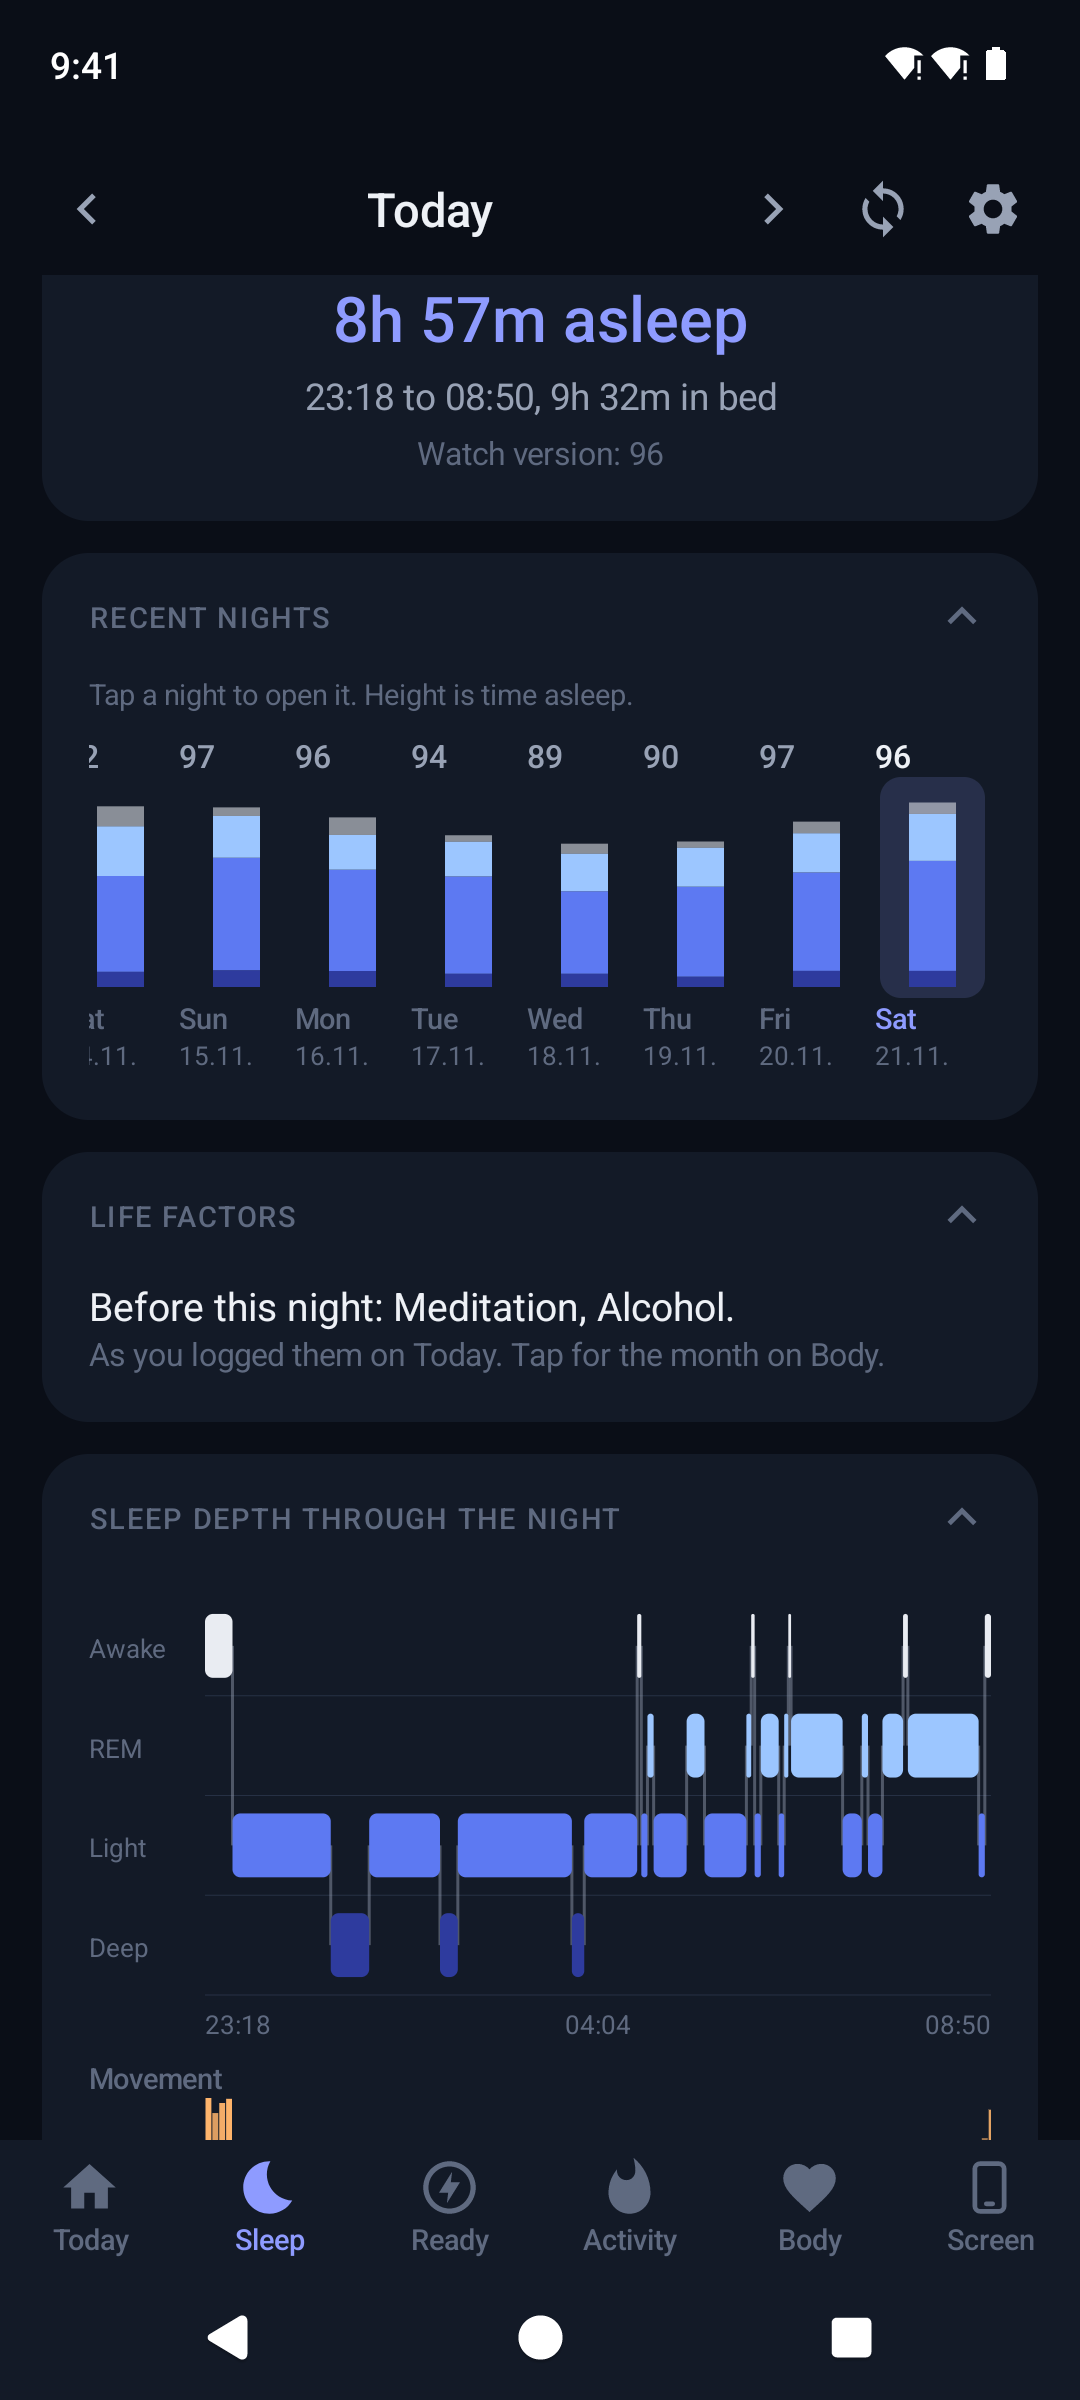 9:41
Today
8h 57m asleep
23:18 to 08:50, 9h 32m in bed
Watch version: 96
RECENT NIGHTS
Tap a night to open it. Height is time asleep.
2 97 96 94 89 90 97 96
at Sun Mon Tue Wed Thu Fri Sat
.11. 15.11. 16.11. 17.11. 18.11. 19.11. 20.11. 21.11.
LIFE FACTORS
Before this night: Meditation, Alcohol.
As you logged them on Today. Tap for the month on Body.
SLEEP DEPTH THROUGH THE NIGHT
Awake
REM
Light
Deep
23:18 04:04 08:50
Movement
Today Sleep Ready Activity Body Screen